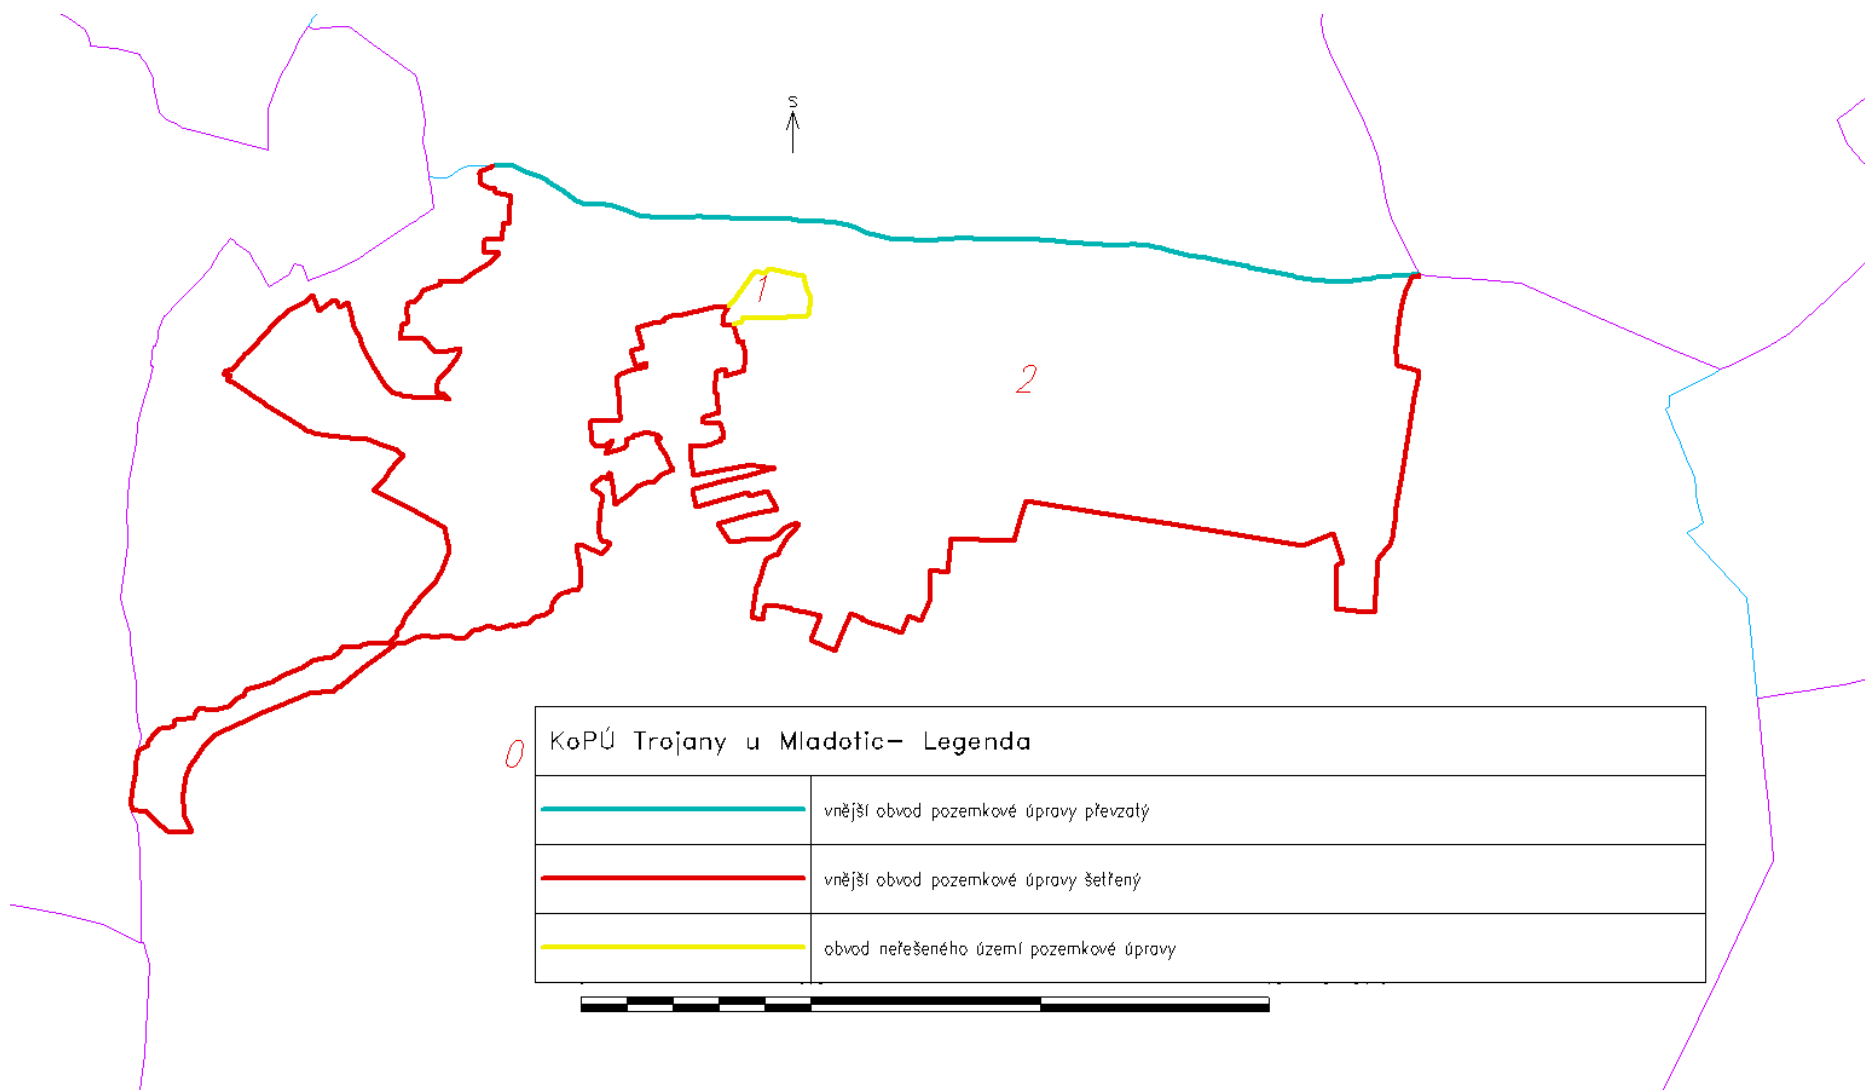 s
1
2
0
KoPÚ Trojany u Mladotic- Legenda
vnější obvod pozemkové úpravy převzatý
vnější obvod pozemkové úpravy šetřený
obvod neřešeného území pozemkové úpravy